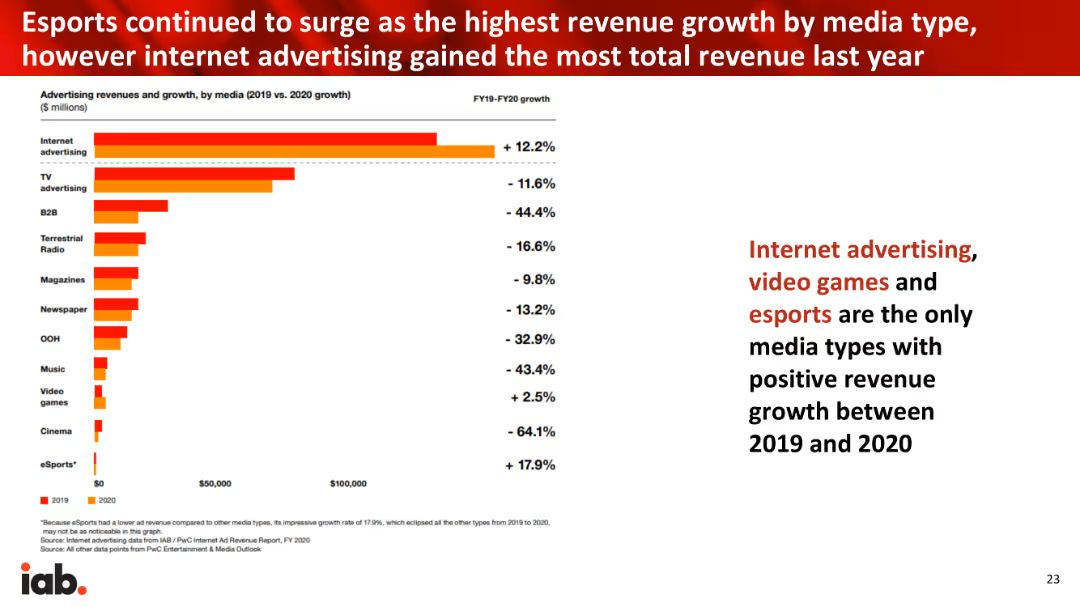 Esports continued to surge as the highest revenue growth by media type,
however internet advertising gained the most total revenue last year
Advertising revenues and growth, by media (2019 vs. 2020 growth)
($ millions)
FY19-FY20 growth
Internet
advertising
+ 12.2%
TV
advertising
- 11.6%
B2B
- 44.4%
Terrestrial
Radio
- 16.6%
Magazines
- 9.8%
Newspaper
- 13.2%
OOH
- 32.9%
Music
- 43.4%
Video
games
+ 2.5%
Cinema
- 64.1%
eSports*
+ 17.9%
$0
$50,000
$100,000
2019
2020
*Because eSports had a lower ad revenue compared to other media types, its impressive growth rate of 17.9%, which eclipsed all the other types from 2019 to 2020,
may not be as noticeable in this graph.
Source: Internet advertising data from IAB / PwC Internet Ad Revenue Report, FY 2020
Source: All other data points from PwC Entertainment & Media Outlook
Internet advertising,
video games and
esports are the only
media types with
positive revenue
growth between
2019 and 2020
iab.
23